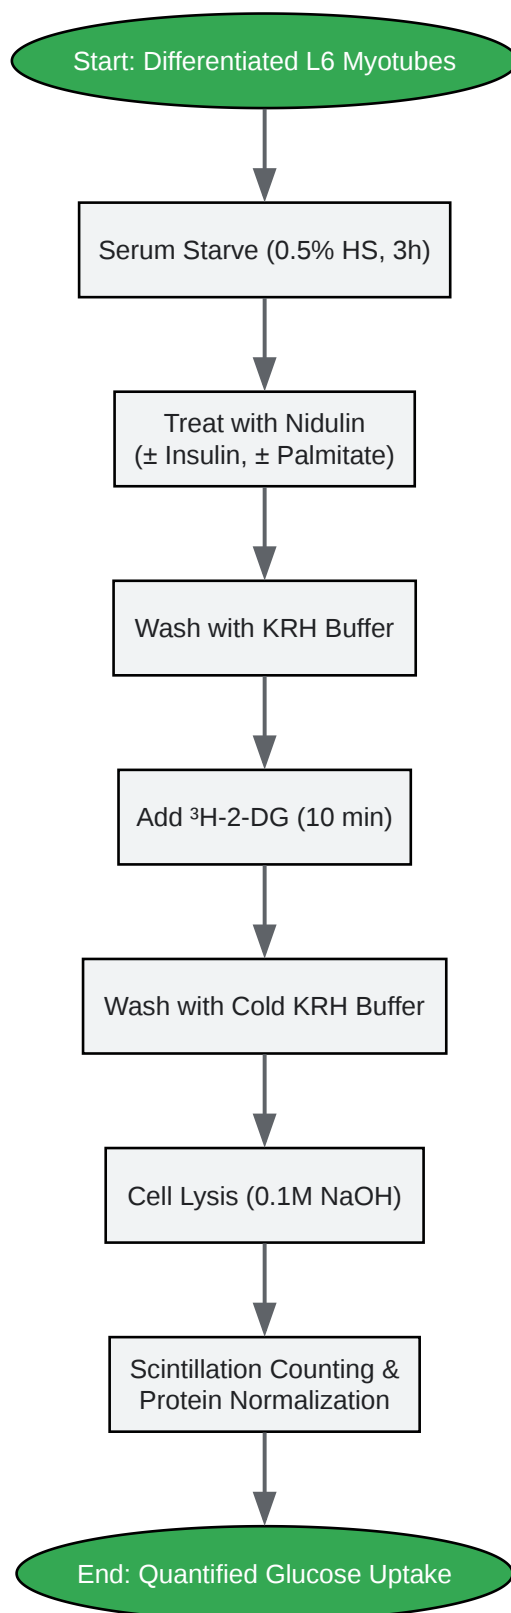 Start: Differentiated L6 Myotubes
Serum Starve (0.5% HS, 3h)
Treat with Nidulin
(± Insulin, ± Palmitate)
Wash with KRH Buffer
Add ³H-2-DG (10 min)
Wash with Cold KRH Buffer
Cell Lysis (0.1M NaOH)
Scintillation Counting &
Protein Normalization
End: Quantified Glucose Uptake